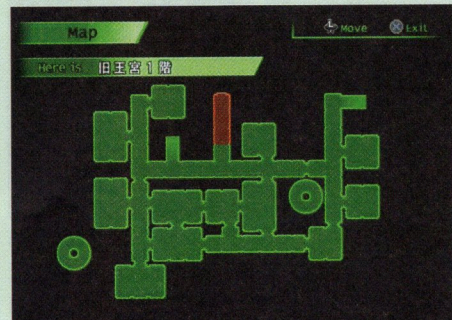 Map
Move Exit
Here is. 旧王宮1階